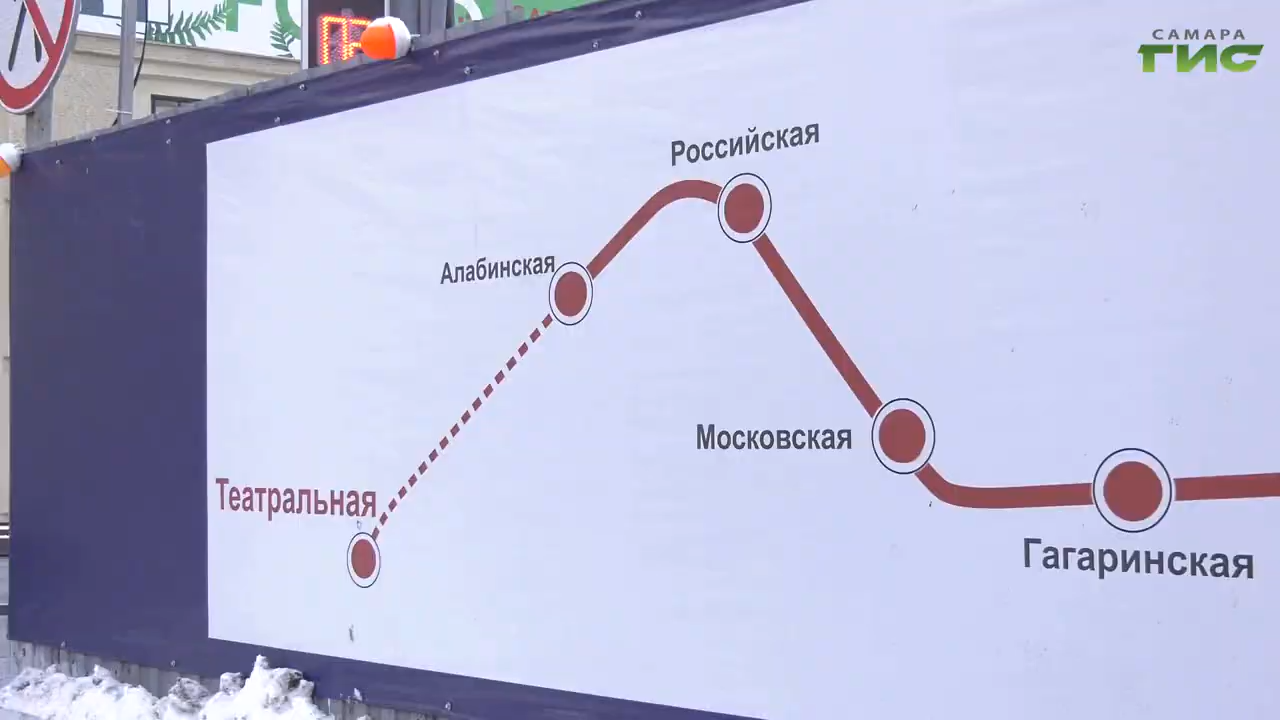 САМАРА
ГИС
Российская
Алабинская
Московская
Театральная
Гагаринская